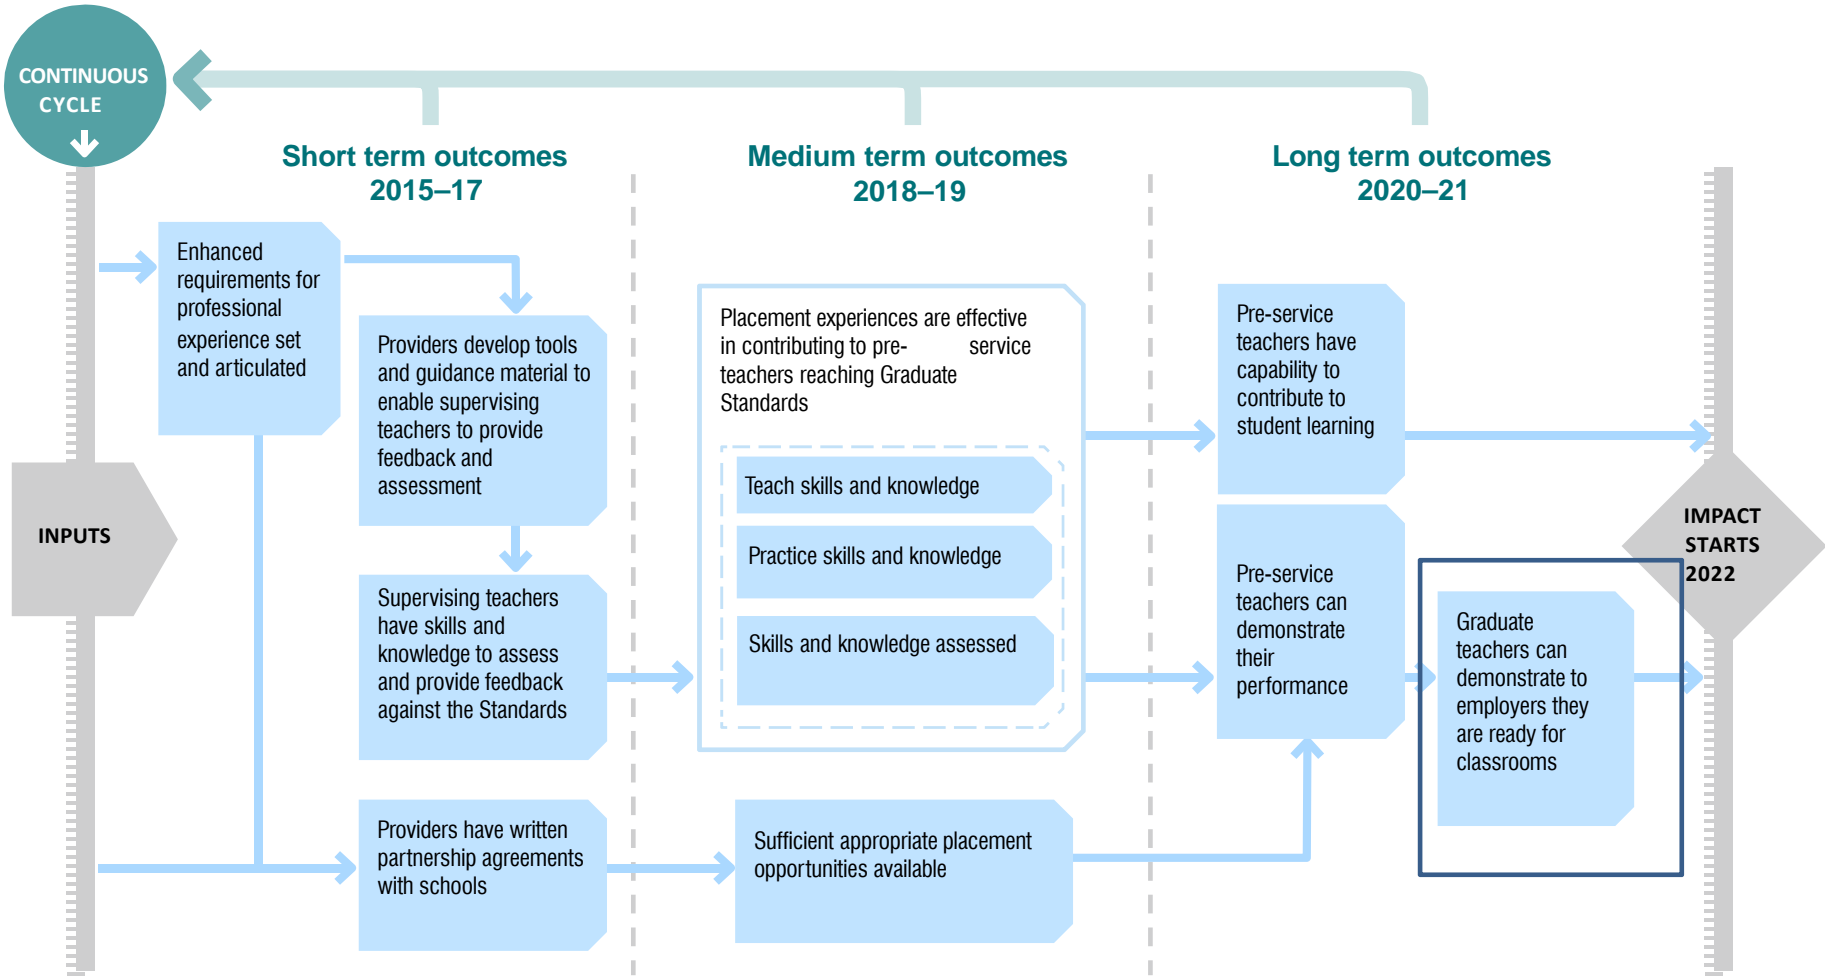 CONTINUOUS
CYCLE
Short term outcomes
2015–17
Medium term outcomes
2018–19
Long term outcomes
2020–21
INPUTS
Enhanced
requirements for
professional
experience set
and articulated
Providers develop tools
and guidance material to
enable supervising
teachers to provide
feedback and
assessment
Supervising teachers
have skills and
knowledge to assess
and provide feedback
against the Standards
Providers have written
partnership agreements
with schools
Placement experiences are effective
in contributing to pre- service
teachers reaching Graduate
Standards
Teach skills and knowledge
Practice skills and knowledge
Skills and knowledge assessed
Sufficient appropriate placement
opportunities available
Pre-service
teachers have
capability to
contribute to
student learning
Pre-service
teachers can
demonstrate
their
performance
Graduate
teachers can
demonstrate to
employers they
are ready for
classrooms
IMPACT
STARTS
2022